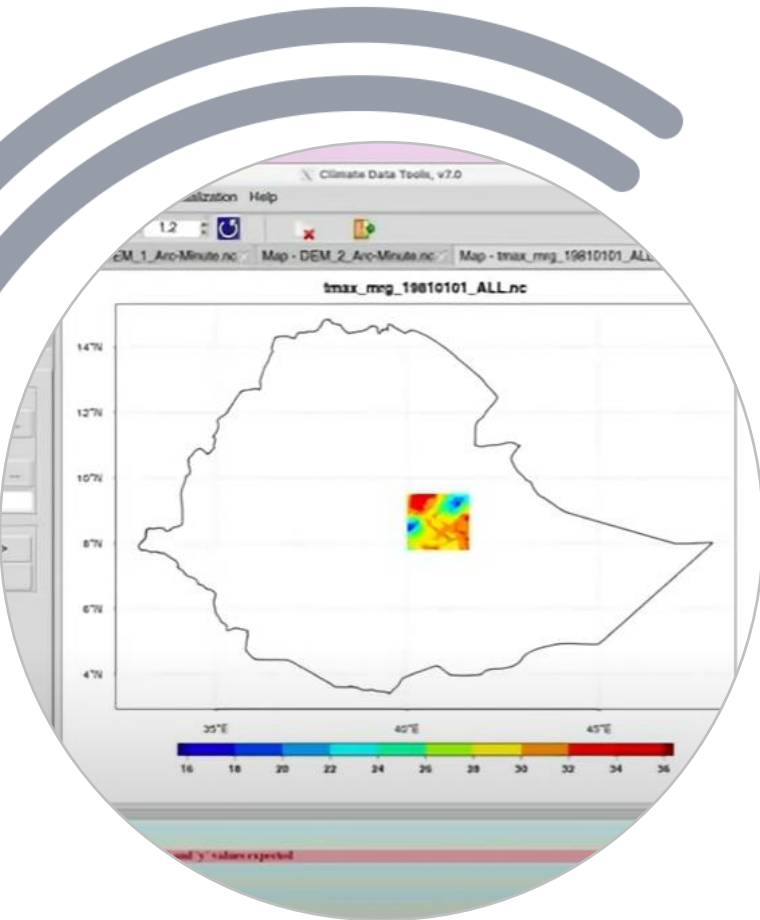 Climate Data Tools, v7.0
Help
1.2
EM_1_Arc-Minute.nc Map - DEM_2_Arc-Minute.nc Map - tmax_mrg_19810101_ALL
tmax_mrg_19810101_ALL.nc
14°N
12°N
10°N
8°N
6°N
4°N
35°E 40°E 45°E
16 18 20 22 24 26 28 30 32 34 36
and 'y' values expected